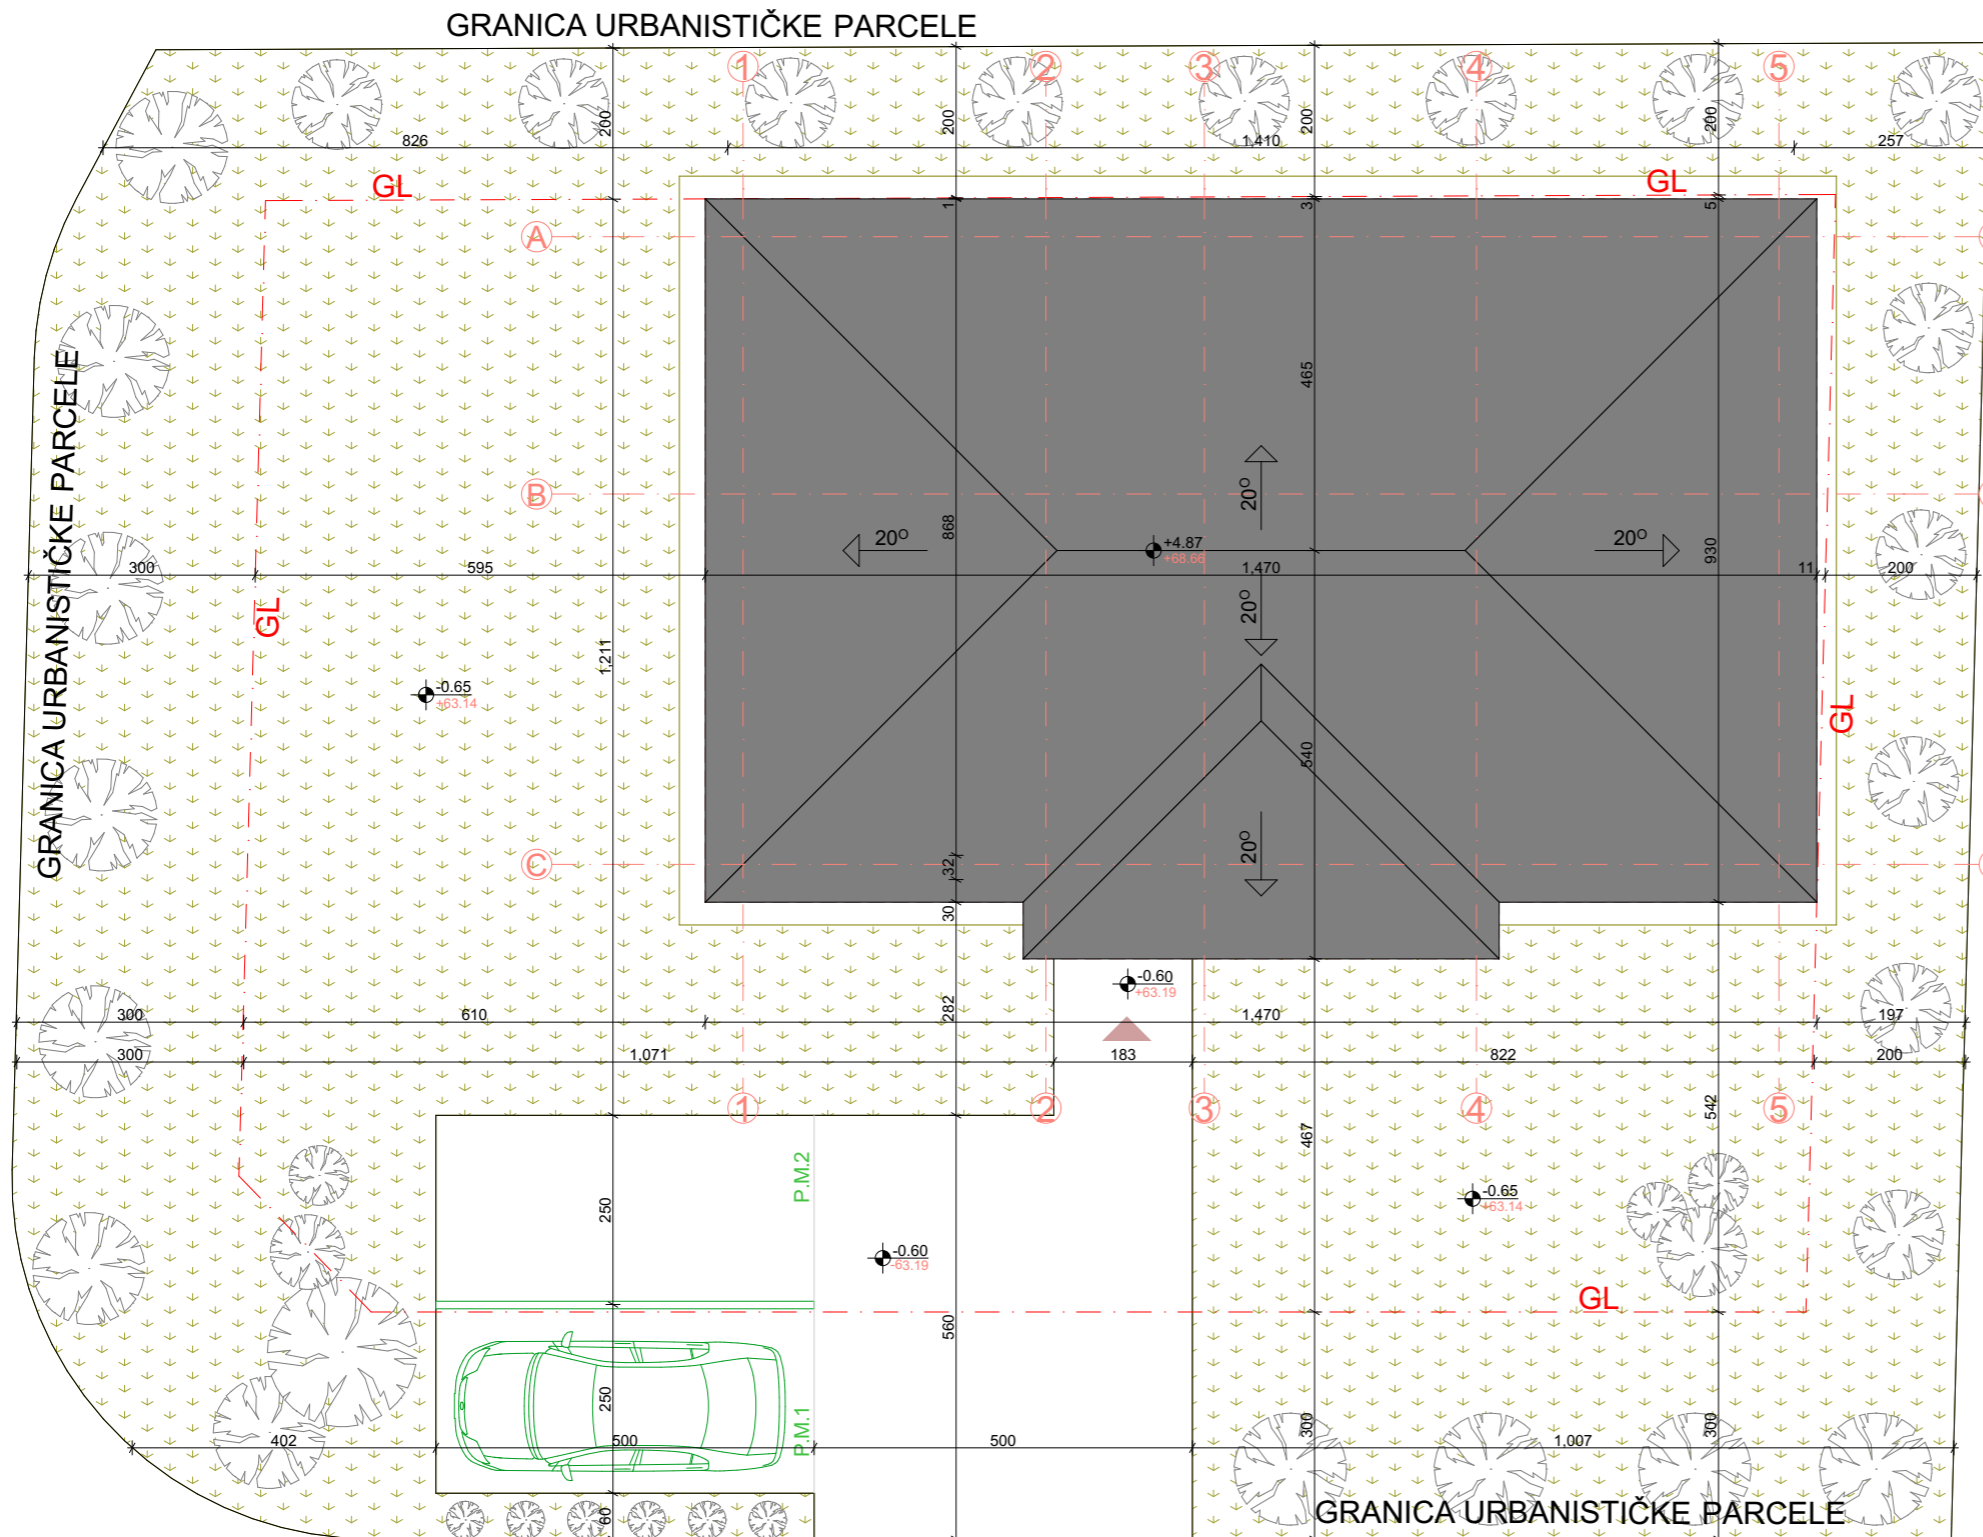 GRANICA URBANISTIČKE PARCELE
1 2 3 4 5
200 200 200 200
826 1,410 257
GL GL
1 3 5
A
465
B
20O
868 930
20O +4.87 20O
+68.66
300 595 1,470 11 200
20O
GL
GRANICA URBANISTIČKE PARCELE
1,211
-0.65
+63.14
GL
540
20O
C
32
30
-0.60
+63.19
282
300 610 1,470 197
300 1,071 183 822 200
1 2 3 4 5
542
467
P.M.2
250
-0.65
+63.14
-0.60
-63.19
GL
560
250
P.M.1
300 300
402 500 500 1,007
60
GRANICA URBANISTIČKE PARCELE